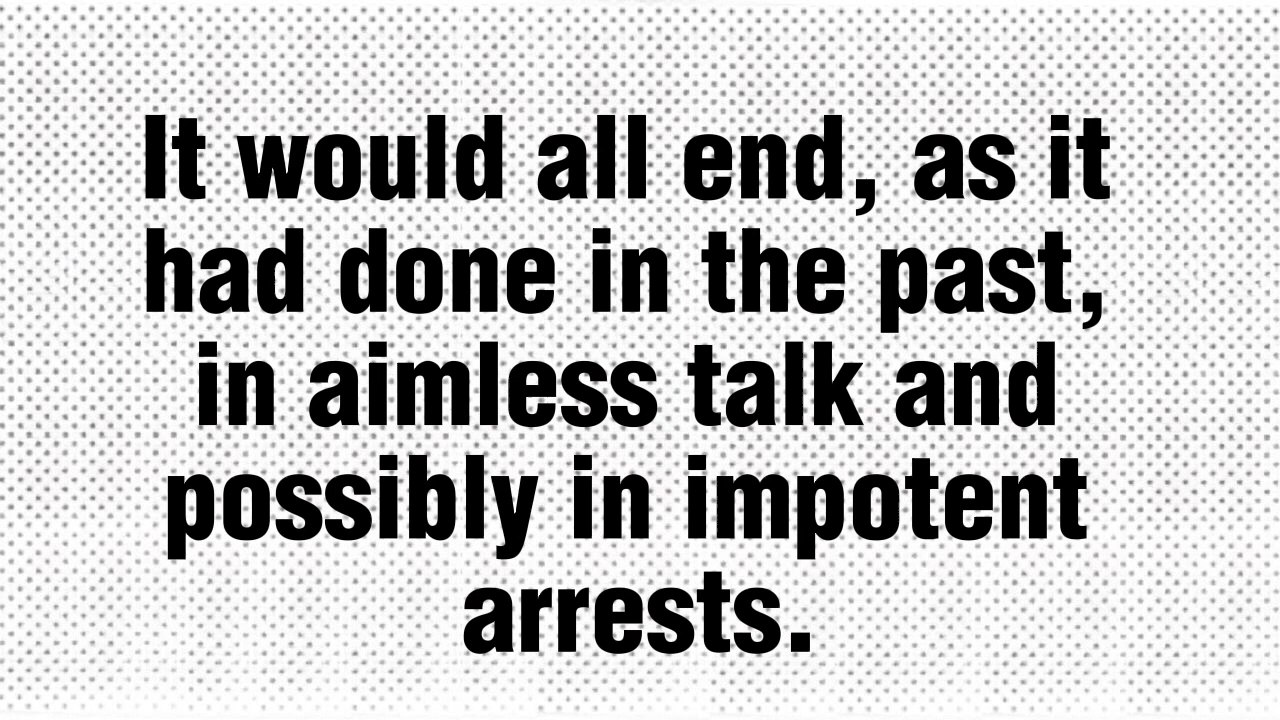 It would all end, as it
had done in the past,
in aimless talk and
possibly in impotent
arrests.